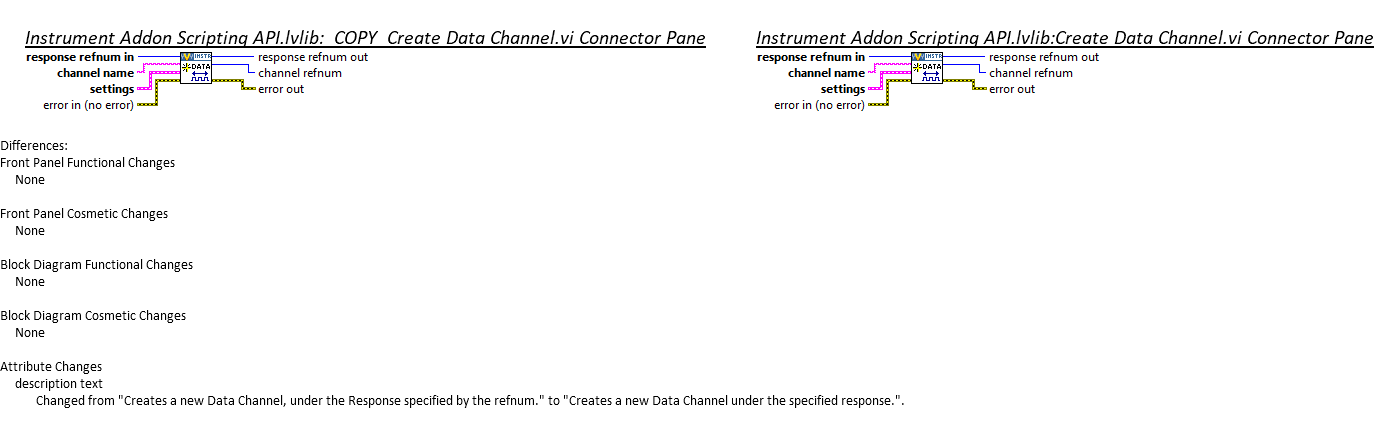 Instrument Addon Scripting API.lvlib:_COPY_Create Data Channel.vi Connector Pane
response refnum in
channel name
settings
error in (no error)
INSTR
DATA
response refnum out
channel refnum
error out
Instrument Addon Scripting API.lvlib:Create Data Channel.vi Connector Pane
response refnum in
channel name
settings
error in (no error)
INSTR
DATA
response refnum out
channel refnum
error out
Differences:
Front Panel Functional Changes
None
Front Panel Cosmetic Changes
None
Block Diagram Functional Changes
None
Block Diagram Cosmetic Changes
None
Attribute Changes
description text
Changed from "Creates a new Data Channel, under the Response specified by the refnum." to "Creates a new Data Channel under the specified response.".